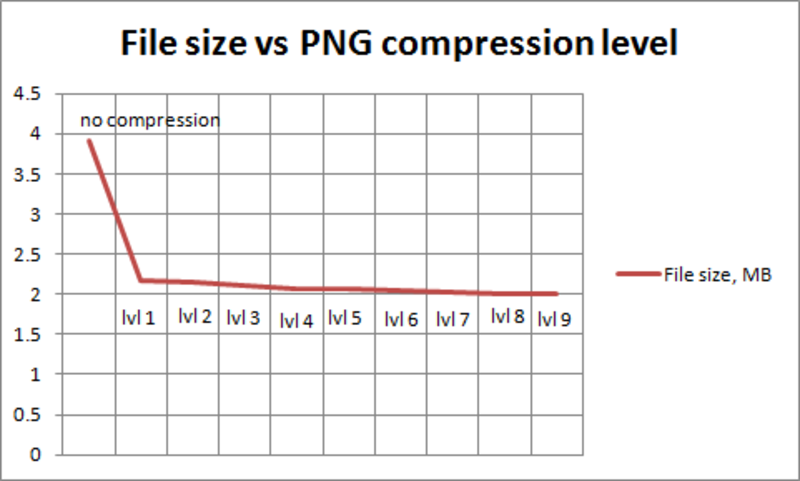 File size vs PNG compression level
4.5
no compression
4
3.5
3
2.5
File size, MB
2
lvl 1 lvl 2 lvl 3 lvl 4 lvl 5 lvl 6 lvl 7 lvl 8 lvl 9
1.5
1
0.5
0